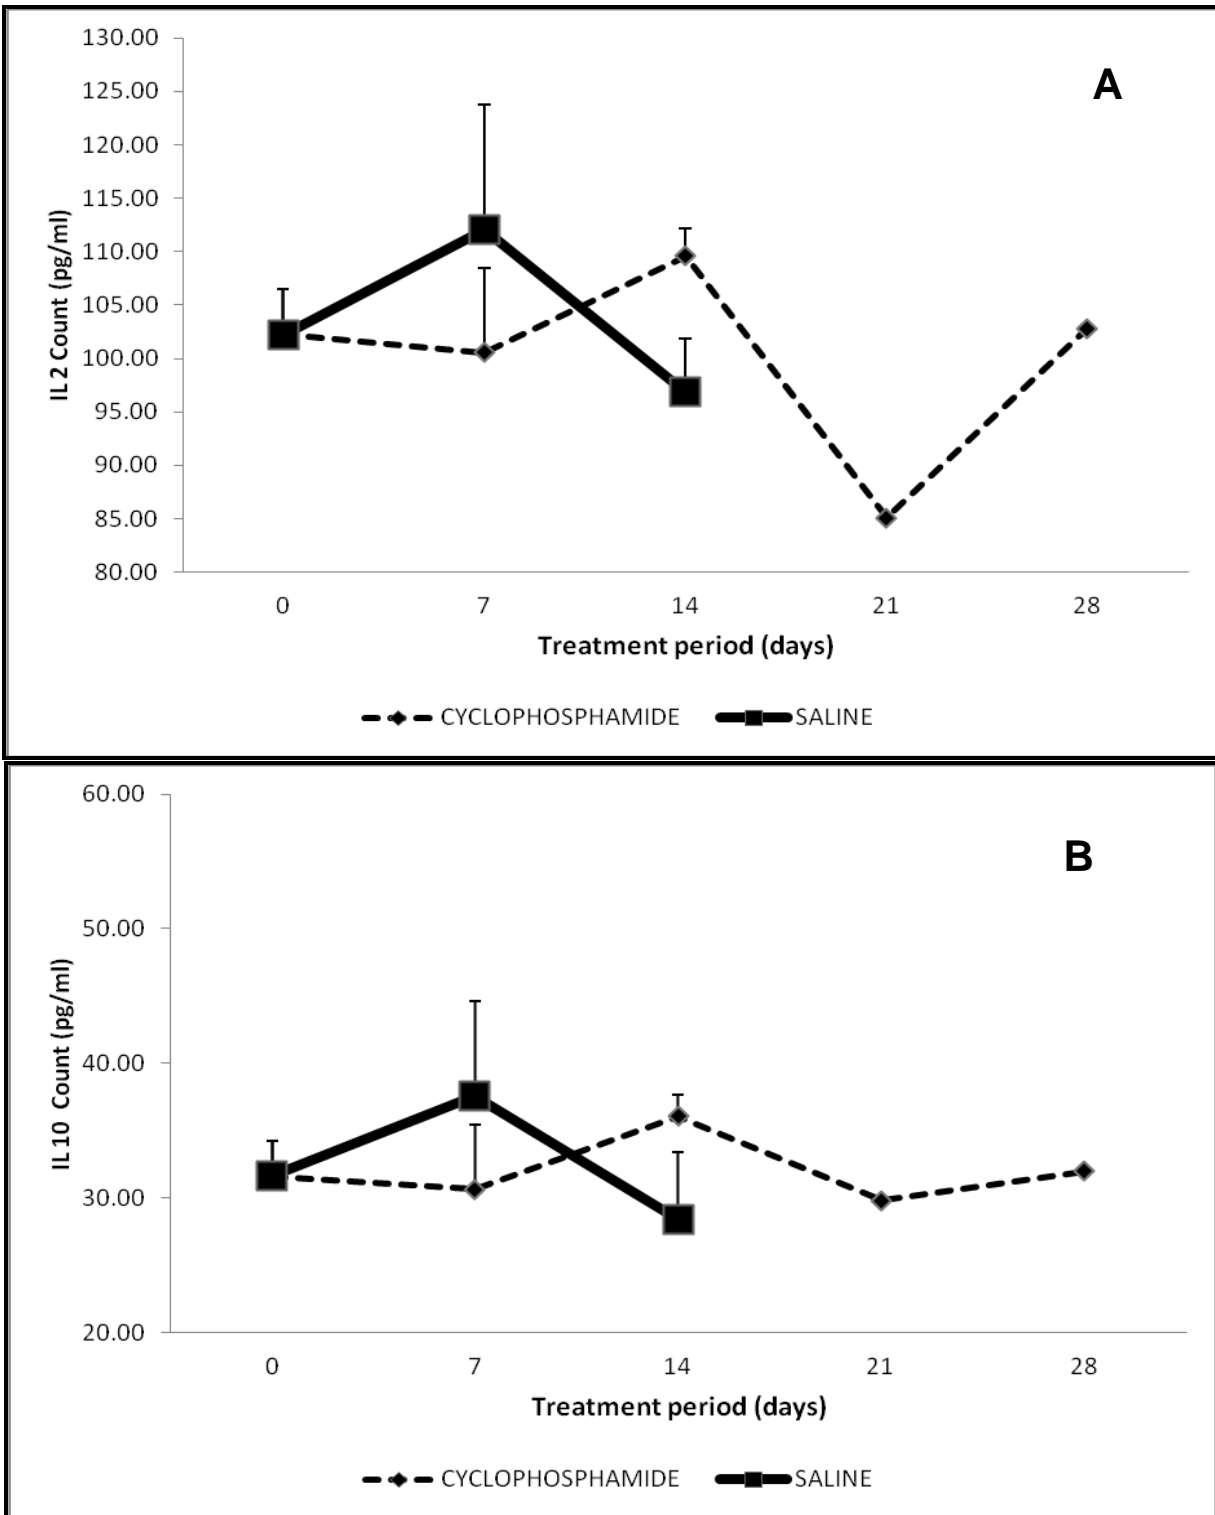 130.00
A
125.00
120.00
115.00
110.00
105.00
100.00
95.00
90.00
85.00
80.00
IL 2 Count (pg/ml)
0 7 14 21 28
Treatment period (days)
CYCLOPHOSPHAMIDE SALINE
60.00
B
50.00
40.00
30.00
20.00
IL 10 Count (pg/ml)
0 7 14 21 28
Treatment period (days)
CYCLOPHOSPHAMIDE SALINE